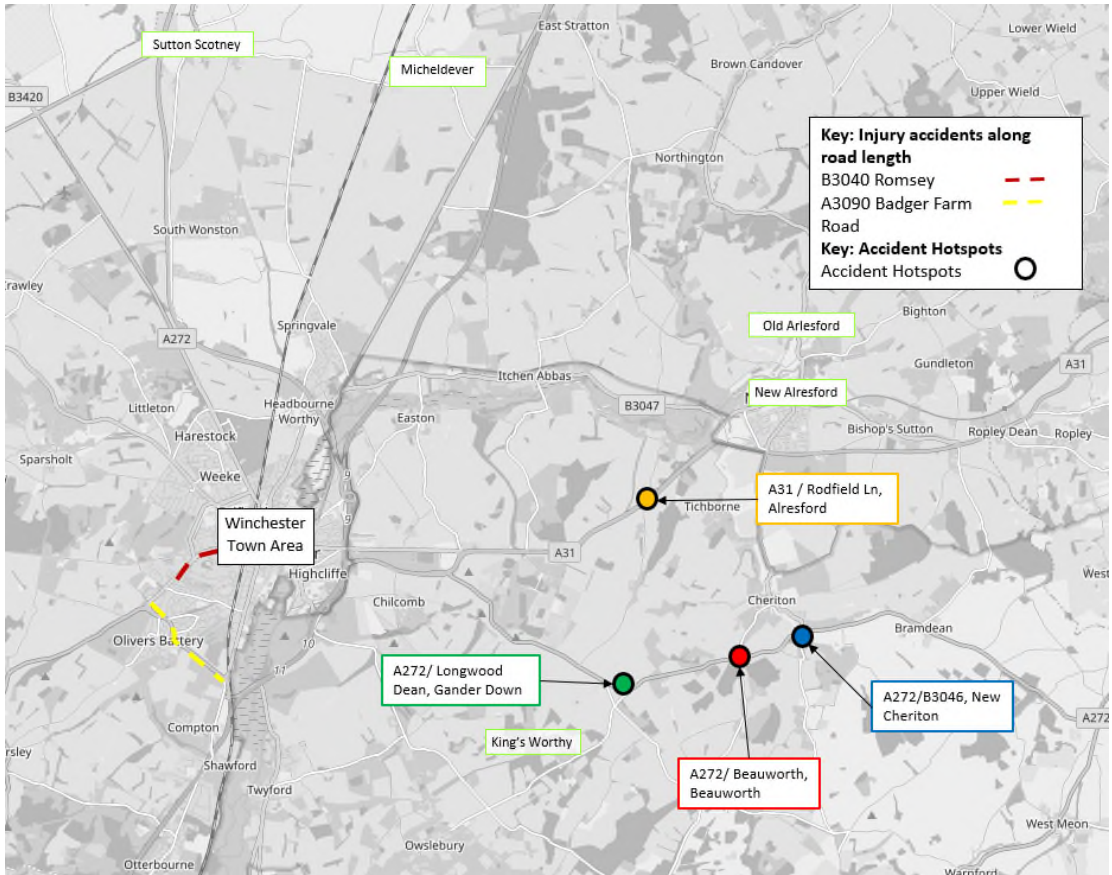 East Stratton
Lower Wield
Sutton Scotney
Micheldever
Brown Candover
Upper Wield
B3420
Key: Injury accidents along
road length
B3040 Romsey
A3090 Badger Farm
Road
Key: Accident Hotspots
Accident Hotspots
Northington
South Wonston
Crawley
Springvale
Old Arlesford
Bighton
A272
Gundleton
A31
Itchen Abbas
Littleton
Headbourne
Worthy
Easton
B3047
New Alresford
Bishop's Sutton
Ropley Dean
Ropley
Harestock
Sparsholt
Weeke
9
A31 / Rodfield Ln,
Alresford
Tichborne
9
Winchester
Town Area
A31
Highcliffe
West
Chilcomb
Cheriton
Olivers Battery
10
Bramdean
11
A272/ Longwood
Dean, Gander Down
A272/B3046, New
Cheriton
A272
Compton
King's Worthy
Shawford
A272/ Beauworth,
Beauworth
Twyford
West Meon
Owslebury
Otterbourne
Warnford